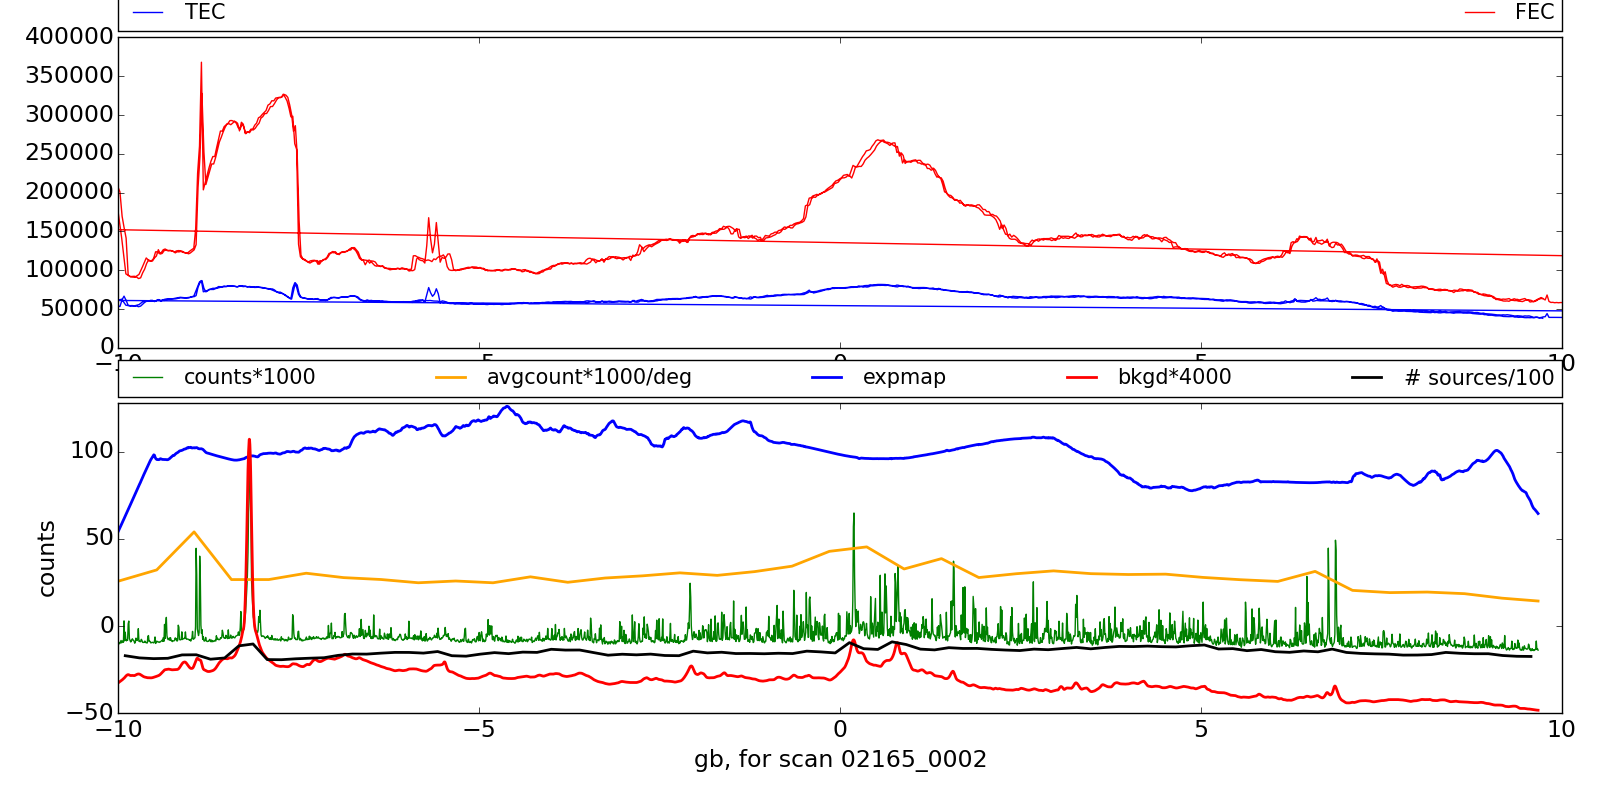 TEC FEC
400000
350000
300000
250000
200000
150000
100000
50000
0
−10 −5 0 5 10
counts*1000 avgcount*1000/deg expmap bkgd*4000 # sources/100
100
50
0
−50
counts
−10 −5 0 5 10
gb, for scan 02165_0002